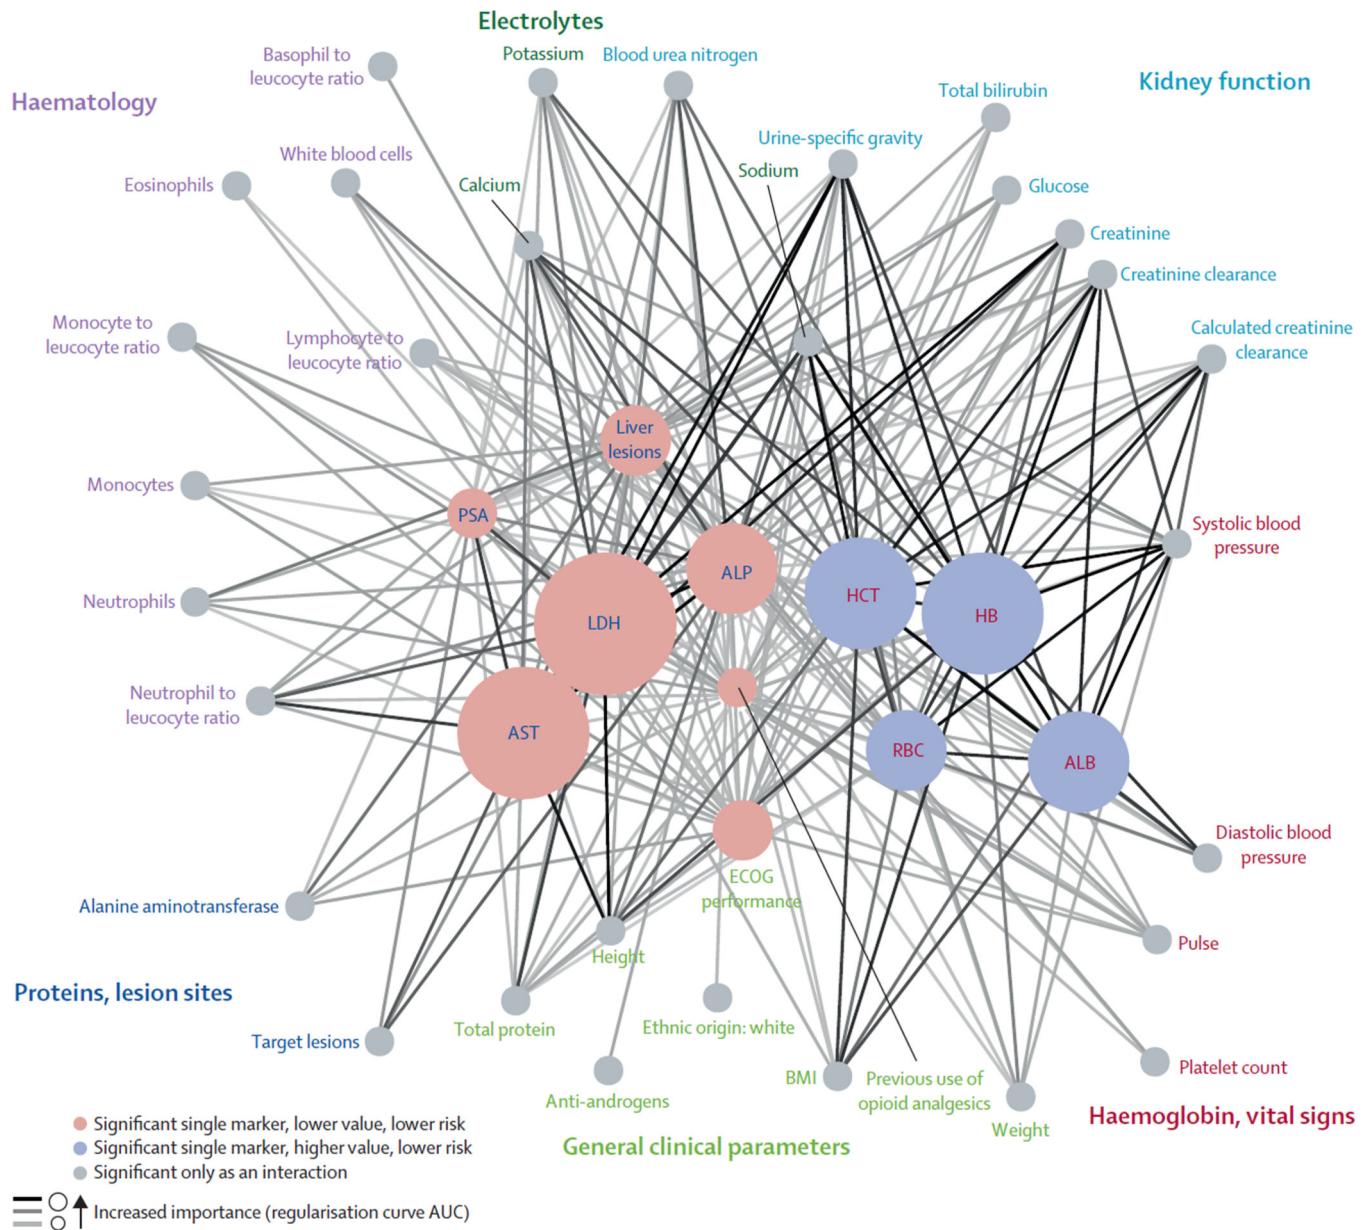 Electrolytes
Basophil to
leucocyte ratio
Potassium
Blood urea nitrogen
Kidney function
Haematology
Total bilirubin
White blood cells
Urine-specific gravity
Eosinophils
Calcium
Sodium
Glucose
Creatinine
Creatinine clearance
Monocyte to
leucocyte ratio
Lymphocyte to
leucocyte ratio
Calculated creatinine
clearance
Liver
lesions
Monocytes
PSA
Systolic blood
pressure
ALP
HCT
HB
LDH
Neutrophils
Neutrophil to
leucocyte ratio
AST
RBC
ALB
Diastolic blood
pressure
ECOG
performance
Alanine aminotransferase
Pulse
Height
Proteins, lesion sites
Total protein
Ethnic origin: white
Target lesions
Platelet count
BMI
Previous use of
opioid analgesics
Anti-androgens
Haemoglobin, vital signs
Weight
General clinical parameters
Significant single marker, lower value, lower risk
Significant single marker, higher value, lower risk
Significant only as an interaction
Increased importance (regularisation curve AUC)